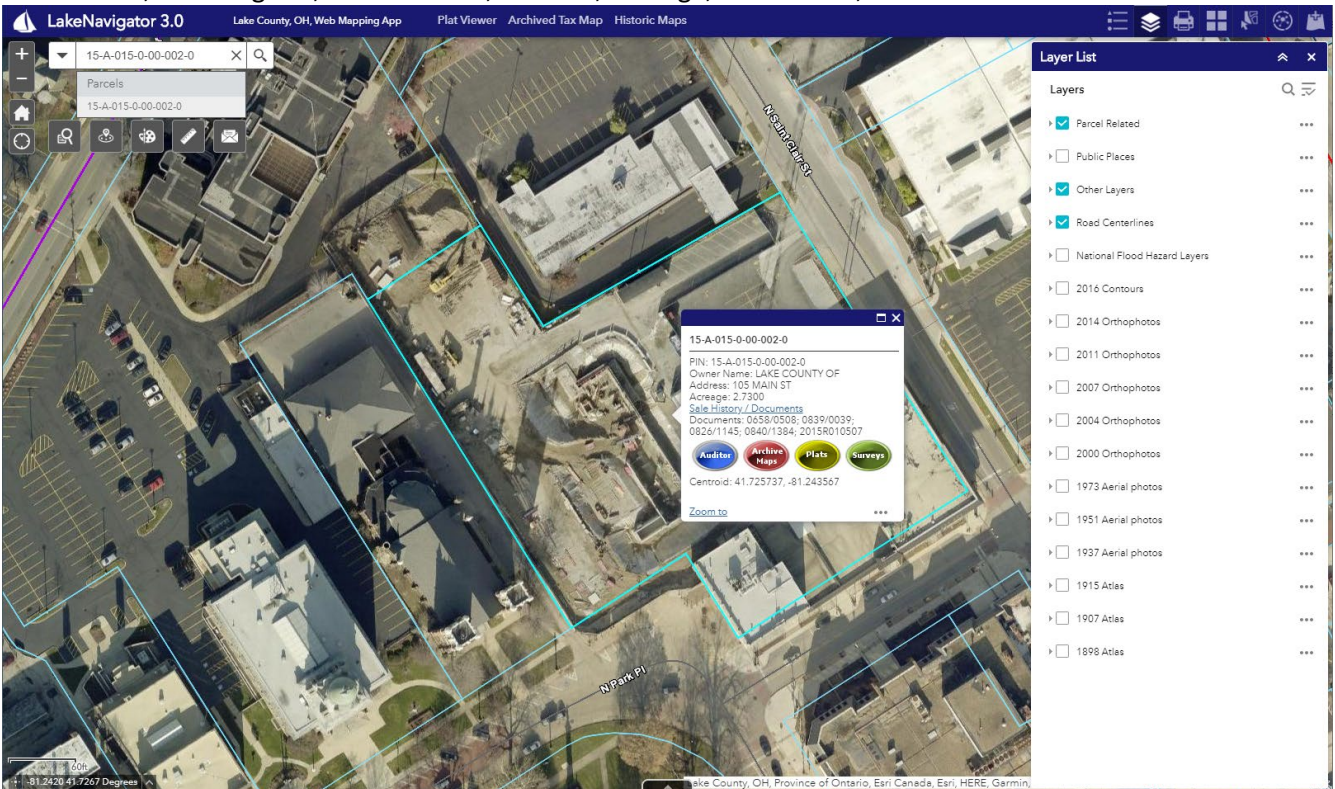 LakeNavigator 3.0 Lake County, OH, Web Mapping App Plat Viewer Archived Tax Map Historic Maps
15-A-015-0-00-002-0
Parcels
15-A-015-0-00-002-0
N Saint Clair St
15-A-015-0-00-002-0
PIN: 15-A-015-0-00-002-0
Owner Name: LAKE COUNTY OF
Address: 105 MAIN ST
Acreage: 2.7300
Sale History / Documents
Documents: 0658/0508; 0839/0039;
0826/1145; 0840/1384; 2015R010507
Auditor Archive Maps Plats Surveys
Centroid: 41.725737, -81.243567
Zoom to
N Park Pl
60ft
-81.2420 41.7267 Degrees
ake County, OH, Province of Ontario, Esri Canada, Esri, HERE, Garmin,
Layer List
Layers
Parcel Related
Public Places
Other Layers
Road Centerlines
National Flood Hazard Layers
2016 Contours
2014 Orthophotos
2011 Orthophotos
2007 Orthophotos
2004 Orthophotos
2000 Orthophotos
1973 Aerial photos
1951 Aerial photos
1937 Aerial photos
1915 Atlas
1907 Atlas
1898 Atlas